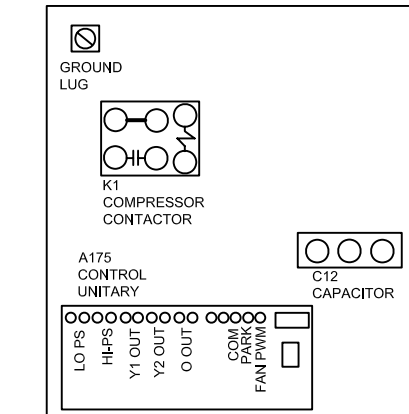 GROUND
LUG
K1
COMPRESSOR
CONTACTOR
A175
CONTROL
UNITARY
C12
CAPACITOR
LO PS
HI-PS
Y1 OUT
Y2 OUT
O OUT
COM
PARK
FAN PWM